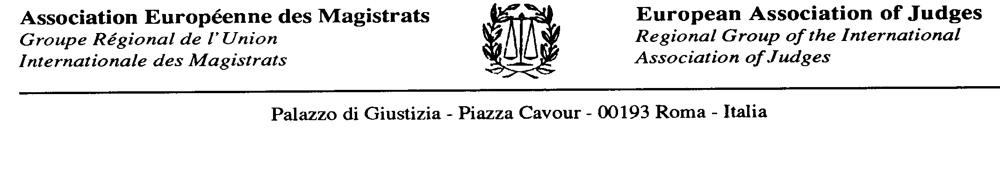 Association Européenne des Magistrats
Groupe Régional de l'Union
Internationale des Magistrats
European Association of Judges
Regional Group of the International
Association of Judges
Palazzo di Giustizia - Piazza Cavour - 00193 Roma - Italia